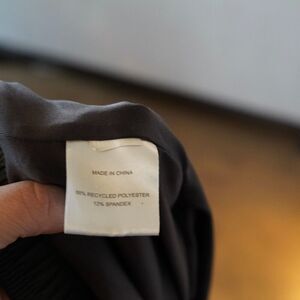 MADE IN CHINA
88% RECYCLED POLYESTER
12% SPANDEX